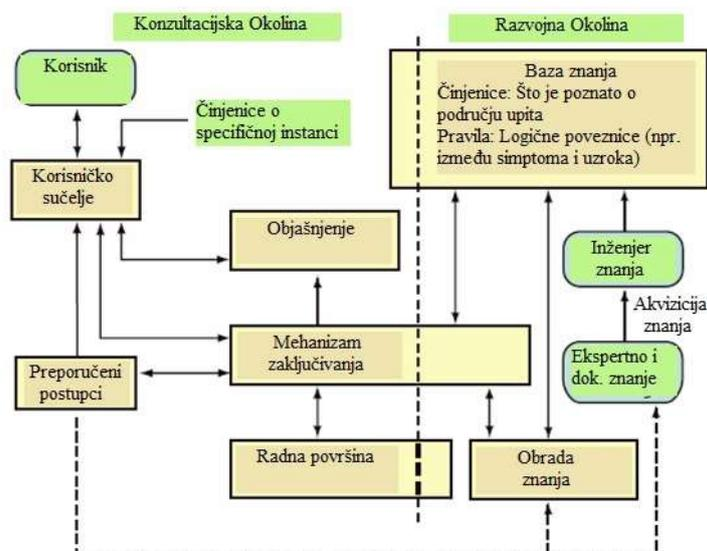 Konzultacijska Okolina
Razvojna Okolina
Korisnik
Činjenice o
specifičnoj instanci
Baza znanja
Činjenice: Što je poznato o
području upita
Pravila: Logične poveznice (npr.
između simptoma i uzroka)
Korisničko
sučelje
Objašnjenje
Inženjer
znanja
Akvizicija
znanja
Mehanizam
zaključivanja
Ekspertno i
dok. znanje
Preporučeni
postupci
Radna površina
Obrada
znanja